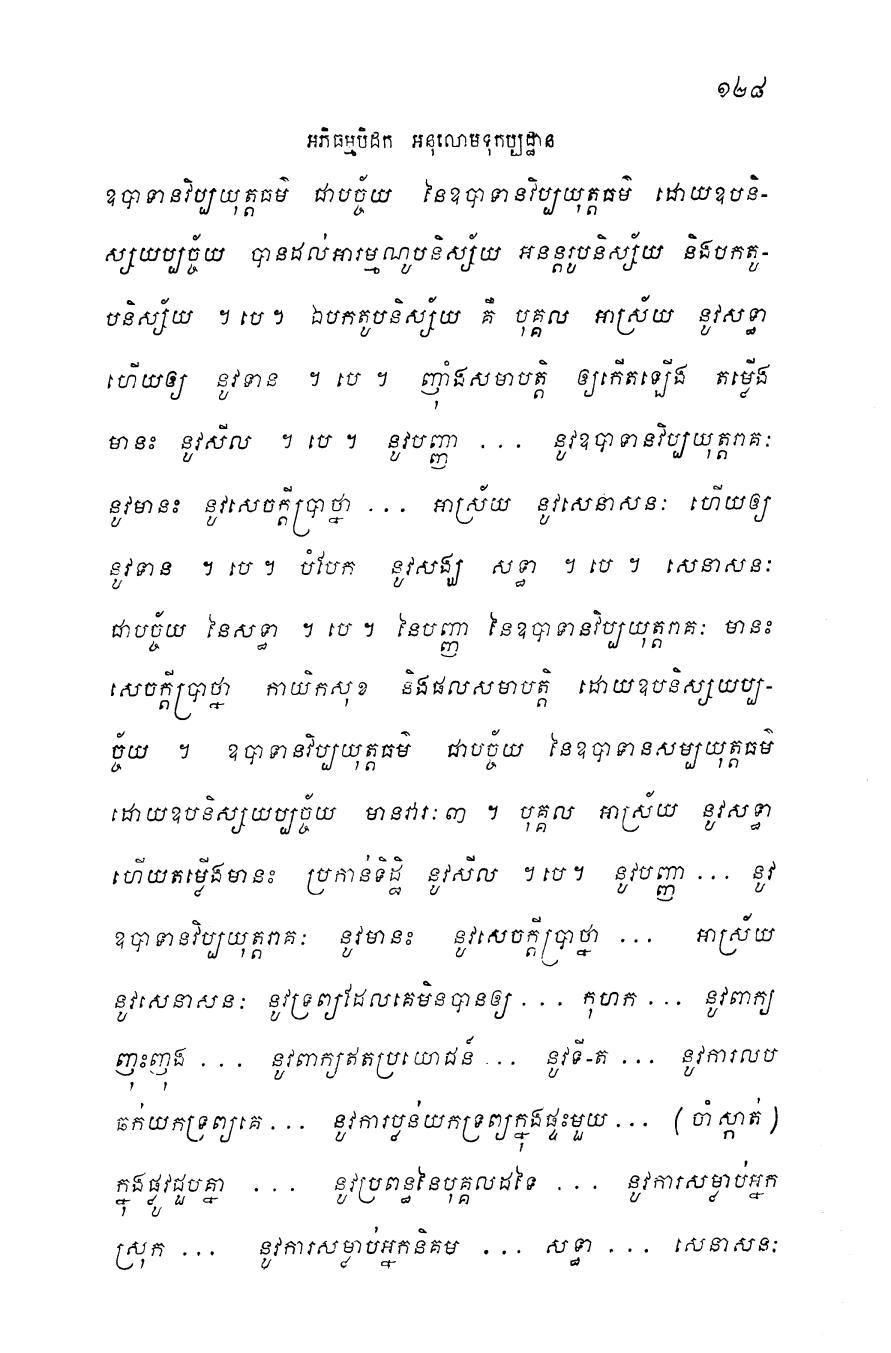 ១២៨
អភិធម្មបិដក អនុលោមទុកប្បដ្ឋាន
ឧបាទានវិប្បយុត្តធម៌ ជាបច្ច័យ នៃឧបាទានវិប្បយុត្តធម៌ ដោយឧបនិ-
ស្សយប្បច្ច័យ បានដល់អារម្មណូបនិស្ស័យ អនន្តរូបនិស្ស័យ និងបកតូ-
បនិស្ស័យ ។ បេ ។ ឯបកតូបនិស្ស័យ គឺ បុគ្គល អាស្រ័យ នូវសទ្ធា
ហើយឲ្យ នូវទាន ។ បេ ។ ញ៉ាំងសមាបត្តិ ឲ្យកើតឡើង តម្លើង
មានះ នូវសីល ។ បេ ។ នូវបញ្ញា ... នូវឧបាទានវិប្បយុត្តរាគៈ
នូវមានះ នូវសេចក្តីប្រាថ្នា ... អាស្រ័យ នូវសេនាសនៈ ហើយឲ្យ
នូវទាន ។ បេ ។ បំបែក នូវសង្ឃ សទ្ធា ។ បេ ។ សេនាសនៈ
ជាបច្ច័យ នៃសទ្ធា ។ បេ ។ នៃបញ្ញា នៃឧបាទានវិប្បយុត្តរាគៈ មានះ
សេចក្តីប្រាថ្នា កាយិកសុខ និងផលសមាបត្តិ ដោយឧបនិស្សយប្ប-
ច្ច័យ ។ ឧបាទានវិប្បយុត្តធម៌ ជាបច្ច័យ នៃឧបាទានសម្បយុត្តធម៌
ដោយឧបនិស្សយប្បច្ច័យ មានវារៈ ៣ ។ បុគ្គល អាស្រ័យ នូវសទ្ធា
ហើយតម្លើងមានះ ប្រកាន់ទិដ្ឋិ នូវសីល ។ បេ ។ នូវបញ្ញា ... នូវ
ឧបាទានវិប្បយុត្តរាគៈ នូវមានះ នូវសេចក្តីប្រាថ្នា ... អាស្រ័យ
នូវសេនាសនៈ នូវទ្រព្យដែលគេមិនបានឲ្យ ... កុហក ... នូវពាក្យ
ញុះញុង ... នូវពាក្យឥតប្រយោជន៍ ... នូវទី-ត ... នូវការលប
ឆក់យកទ្រព្យគេ ... នូវការប្លន់យកទ្រព្យក្នុងផ្ទះមួយ ... (ចាំស្កាត់)
ក្នុងផ្លូវជួបគ្នា ... នូវប្រពន្ធនៃបុគ្គលដទៃ ... នូវការសម្លាប់អ្នក
ស្រុក ... នូវការសម្លាប់អ្នកនិគម ... សទ្ធា ... សេនាសនៈ